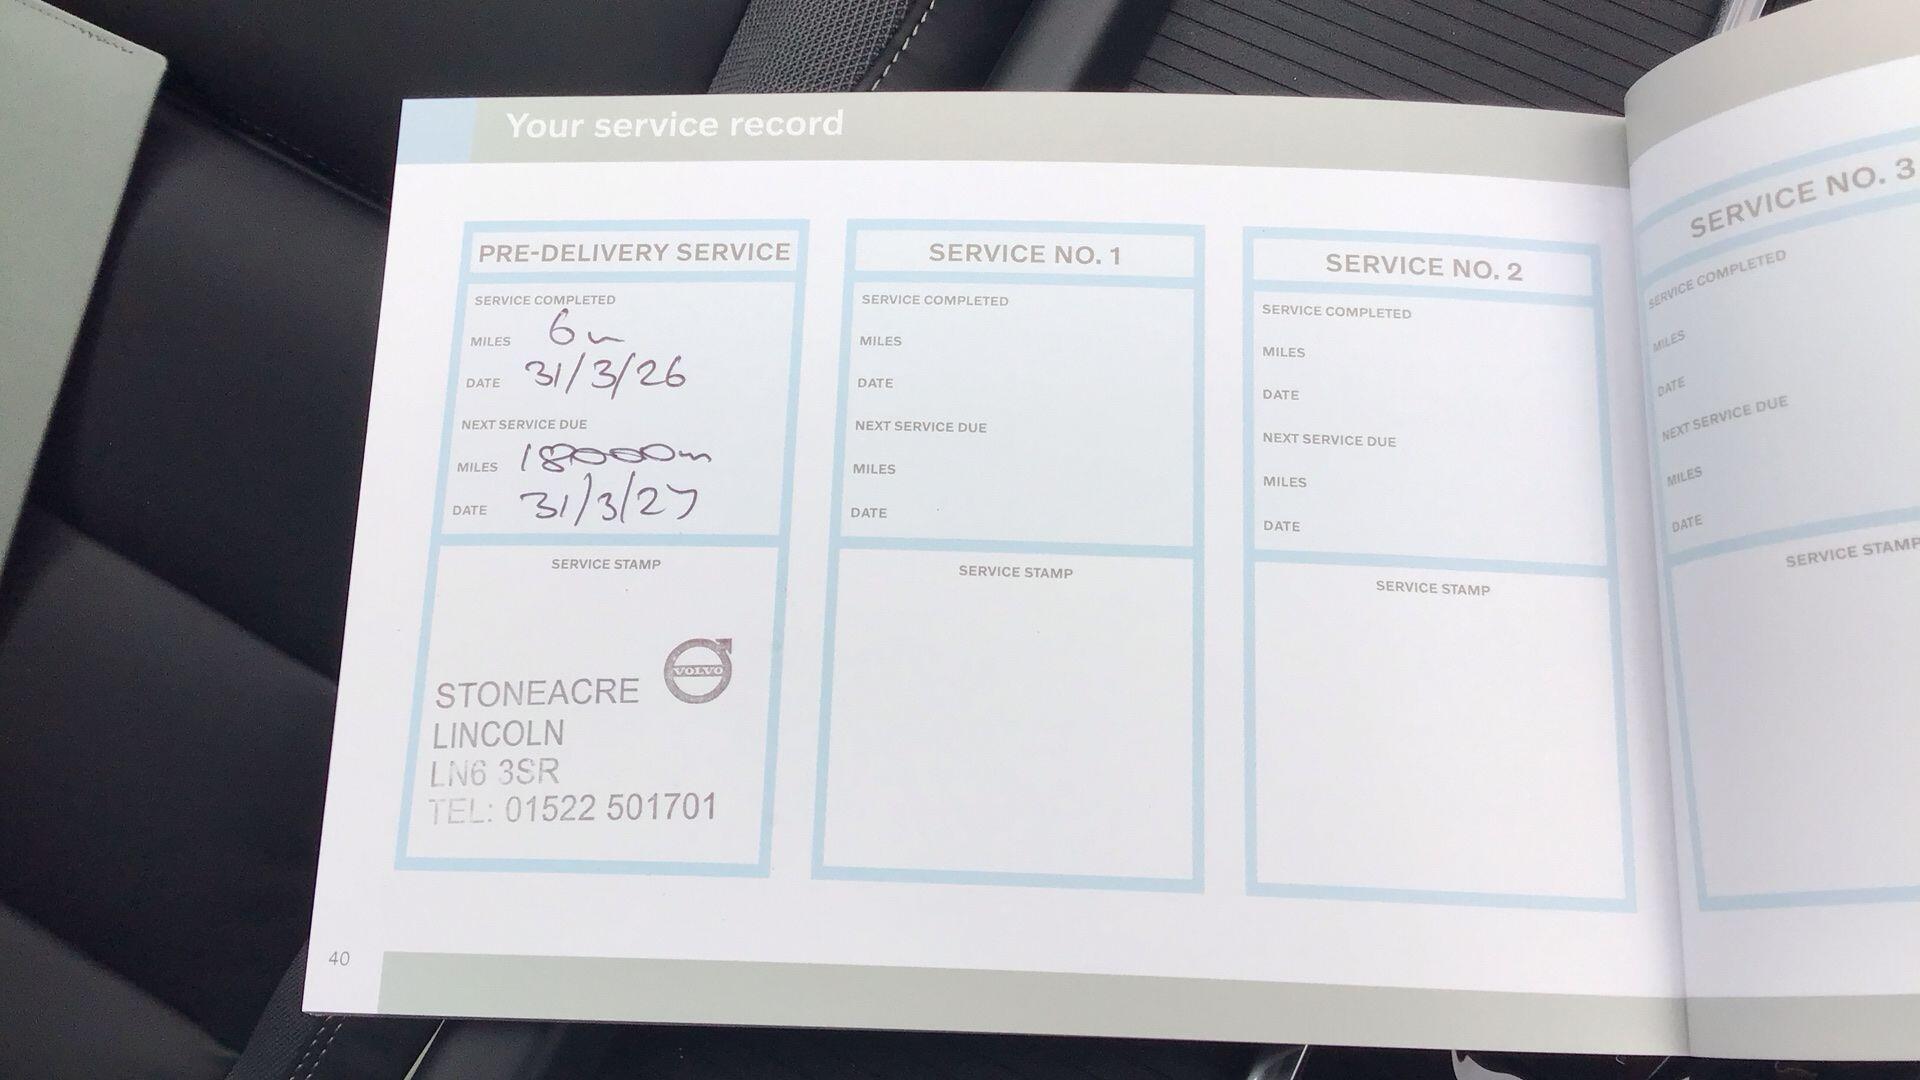 Your service record
PRE-DELIVERY SERVICE
SERVICE COMPLETED
MILES 6m
DATE 31/3/26
NEXT SERVICE DUE
MILES 18000m
DATE 31/3/27
SERVICE STAMP
VOLVO
STONEACRE
LINCOLN
LN6 3SR
TEL: 01522 501701
SERVICE NO. 1
SERVICE COMPLETED
MILES
DATE
NEXT SERVICE DUE
MILES
DATE
SERVICE STAMP
SERVICE NO. 2
SERVICE COMPLETED
MILES
DATE
NEXT SERVICE DUE
MILES
DATE
SERVICE STAMP
SERVICE NO. 3
SERVICE COMPLETED
MILES
DATE
NEXT SERVICE DUE
MILES
DATE
SERVICE STAMP
40